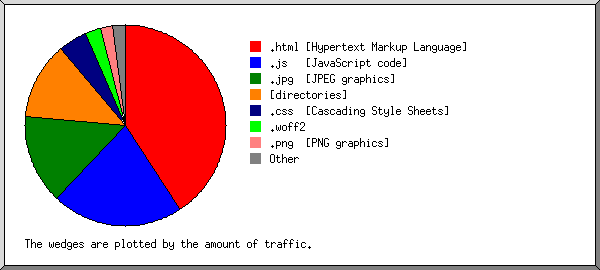 .html [Hypertext Markup Language]
.js [JavaScript code]
.jpg [JPEG graphics]
[directories]
.css [Cascading Style Sheets]
.woff2
.png [PNG graphics]
Other
The wedges are plotted by the amount of traffic.